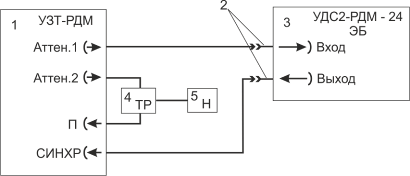 1 УЗТ-РДМ
2
3 УДС2-РДМ - 24
ЭБ
Аттен.1
Вход
Аттен.2
Выход
4 ТР
5 Н
П
СИНХР